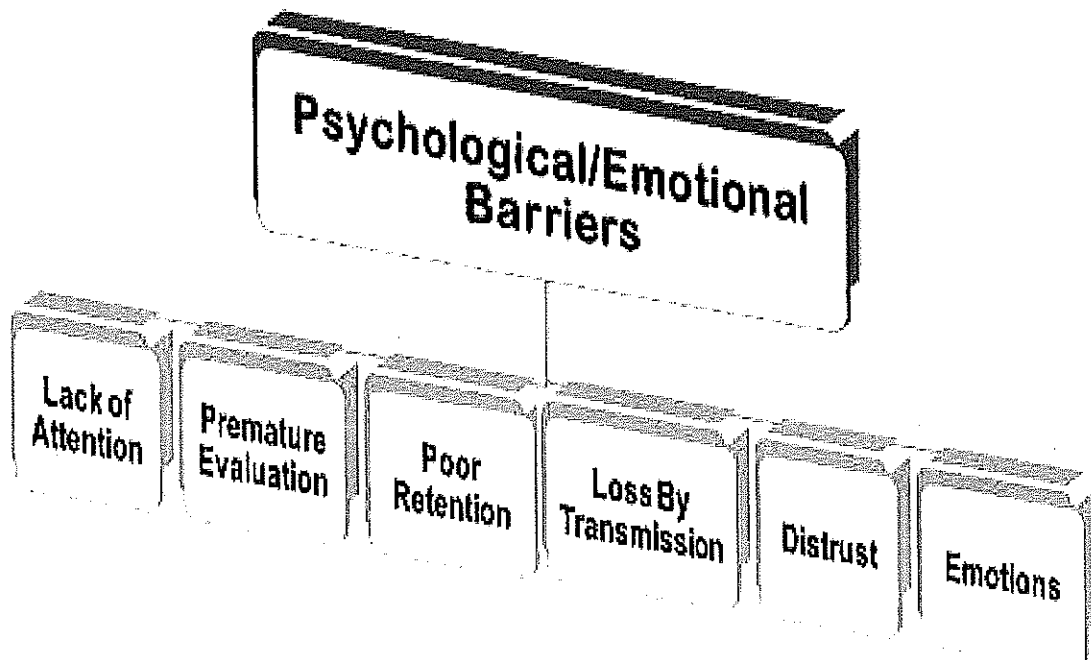 Psychological/Emotional
Barriers
Lack of
Attention
Premature
Evaluation
Poor
Retention
Loss By
Transmission
Distrust
Emotions